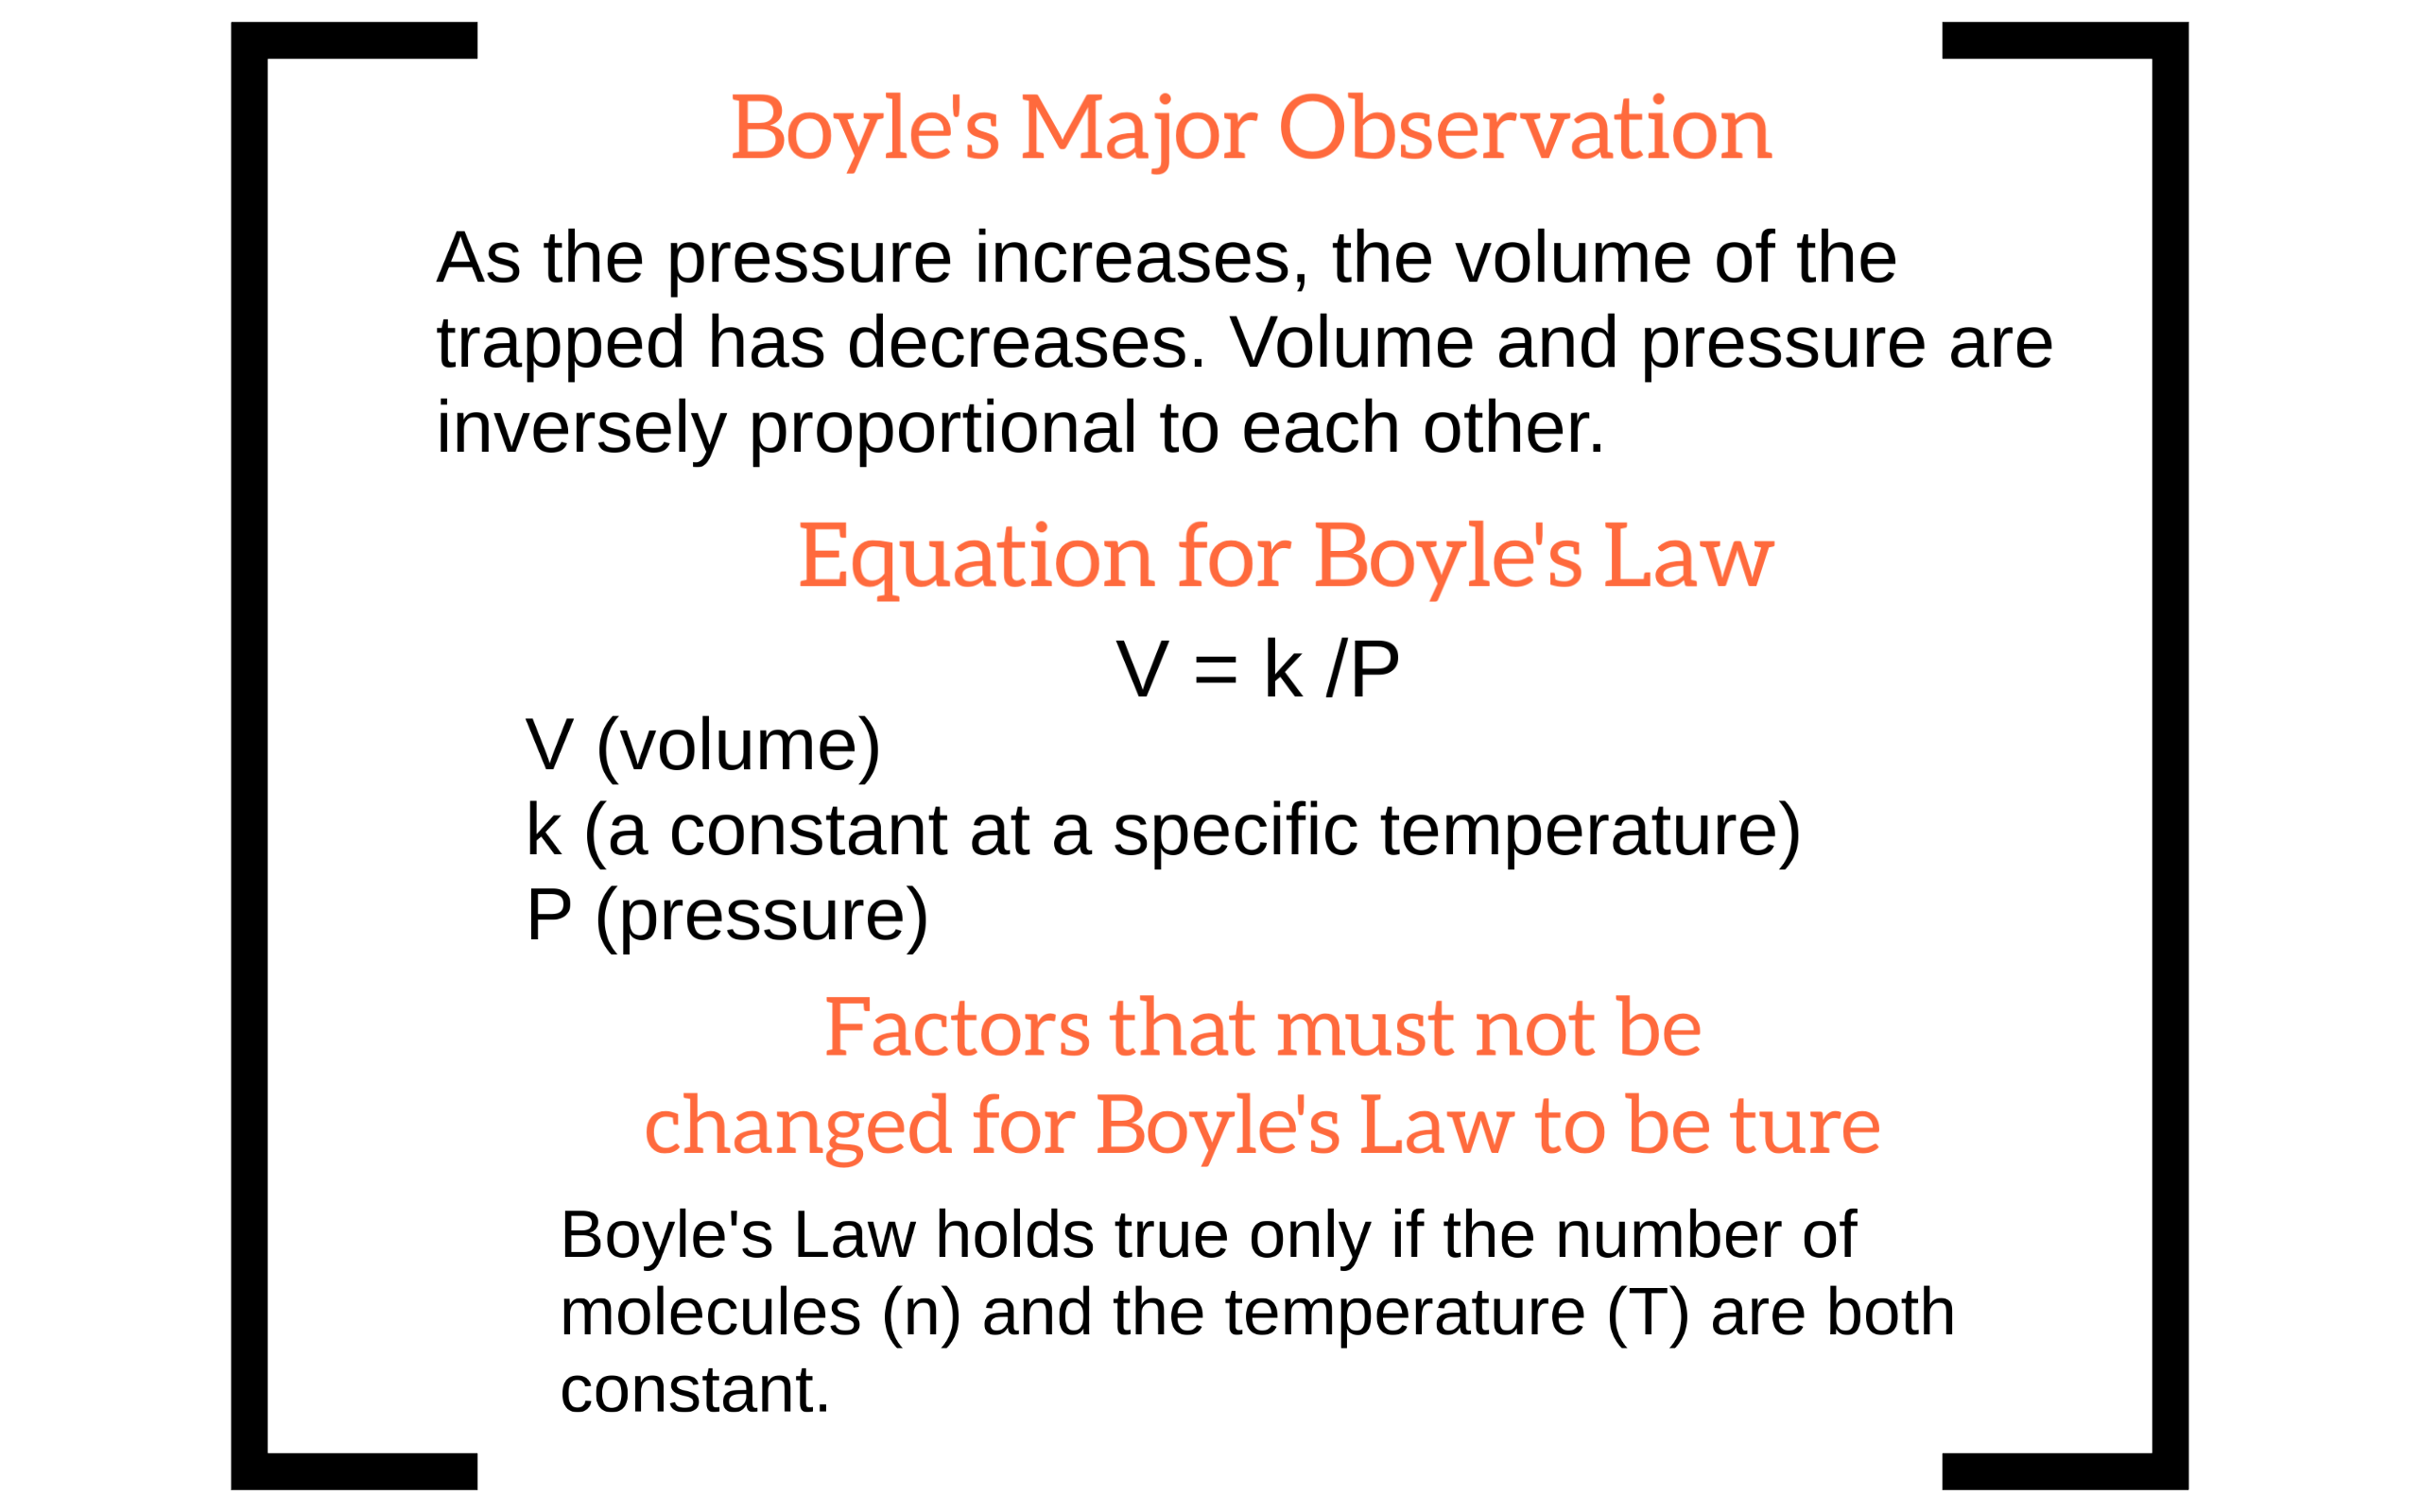 Boyle's Major Observation
As the pressure increases, the volume of the
trapped has decreases. Volume and pressure are
inversely proportional to each other.
Equation for Boyle's Law
V = k /P
V (volume)
k (a constant at a specific temperature)
P (pressure)
Factors that must not be
changed for Boyle's Law to be ture
Boyle's Law holds true only if the number of
molecules (n) and the temperature (T) are both
constant.